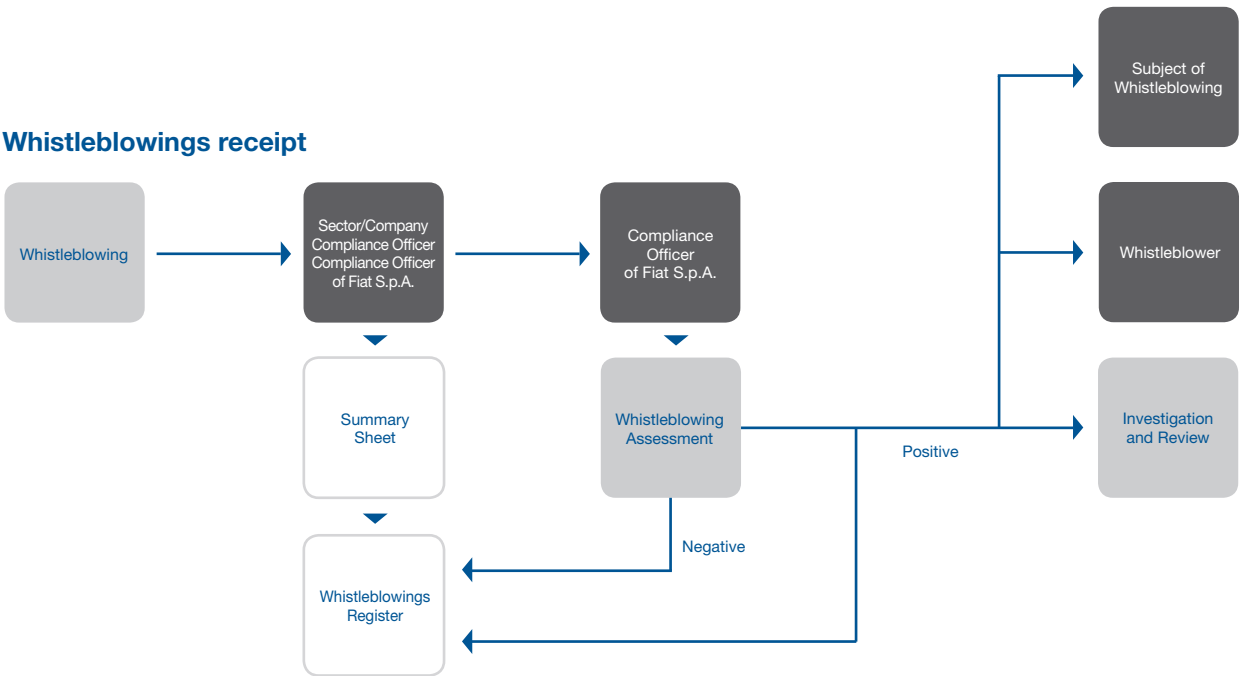 Whistleblowings receipt
Whistleblowing
Sector/Company
Compliance Officer
Compliance Officer
of Fiat S.p.A.
Compliance
Officer
of Fiat S.p.A.
Subject of
Whistleblowing
Whistleblower
Summary
Sheet
Whistleblowing
Assessment
Positive
Investigation
and Review
Negative
Whistleblowings
Register